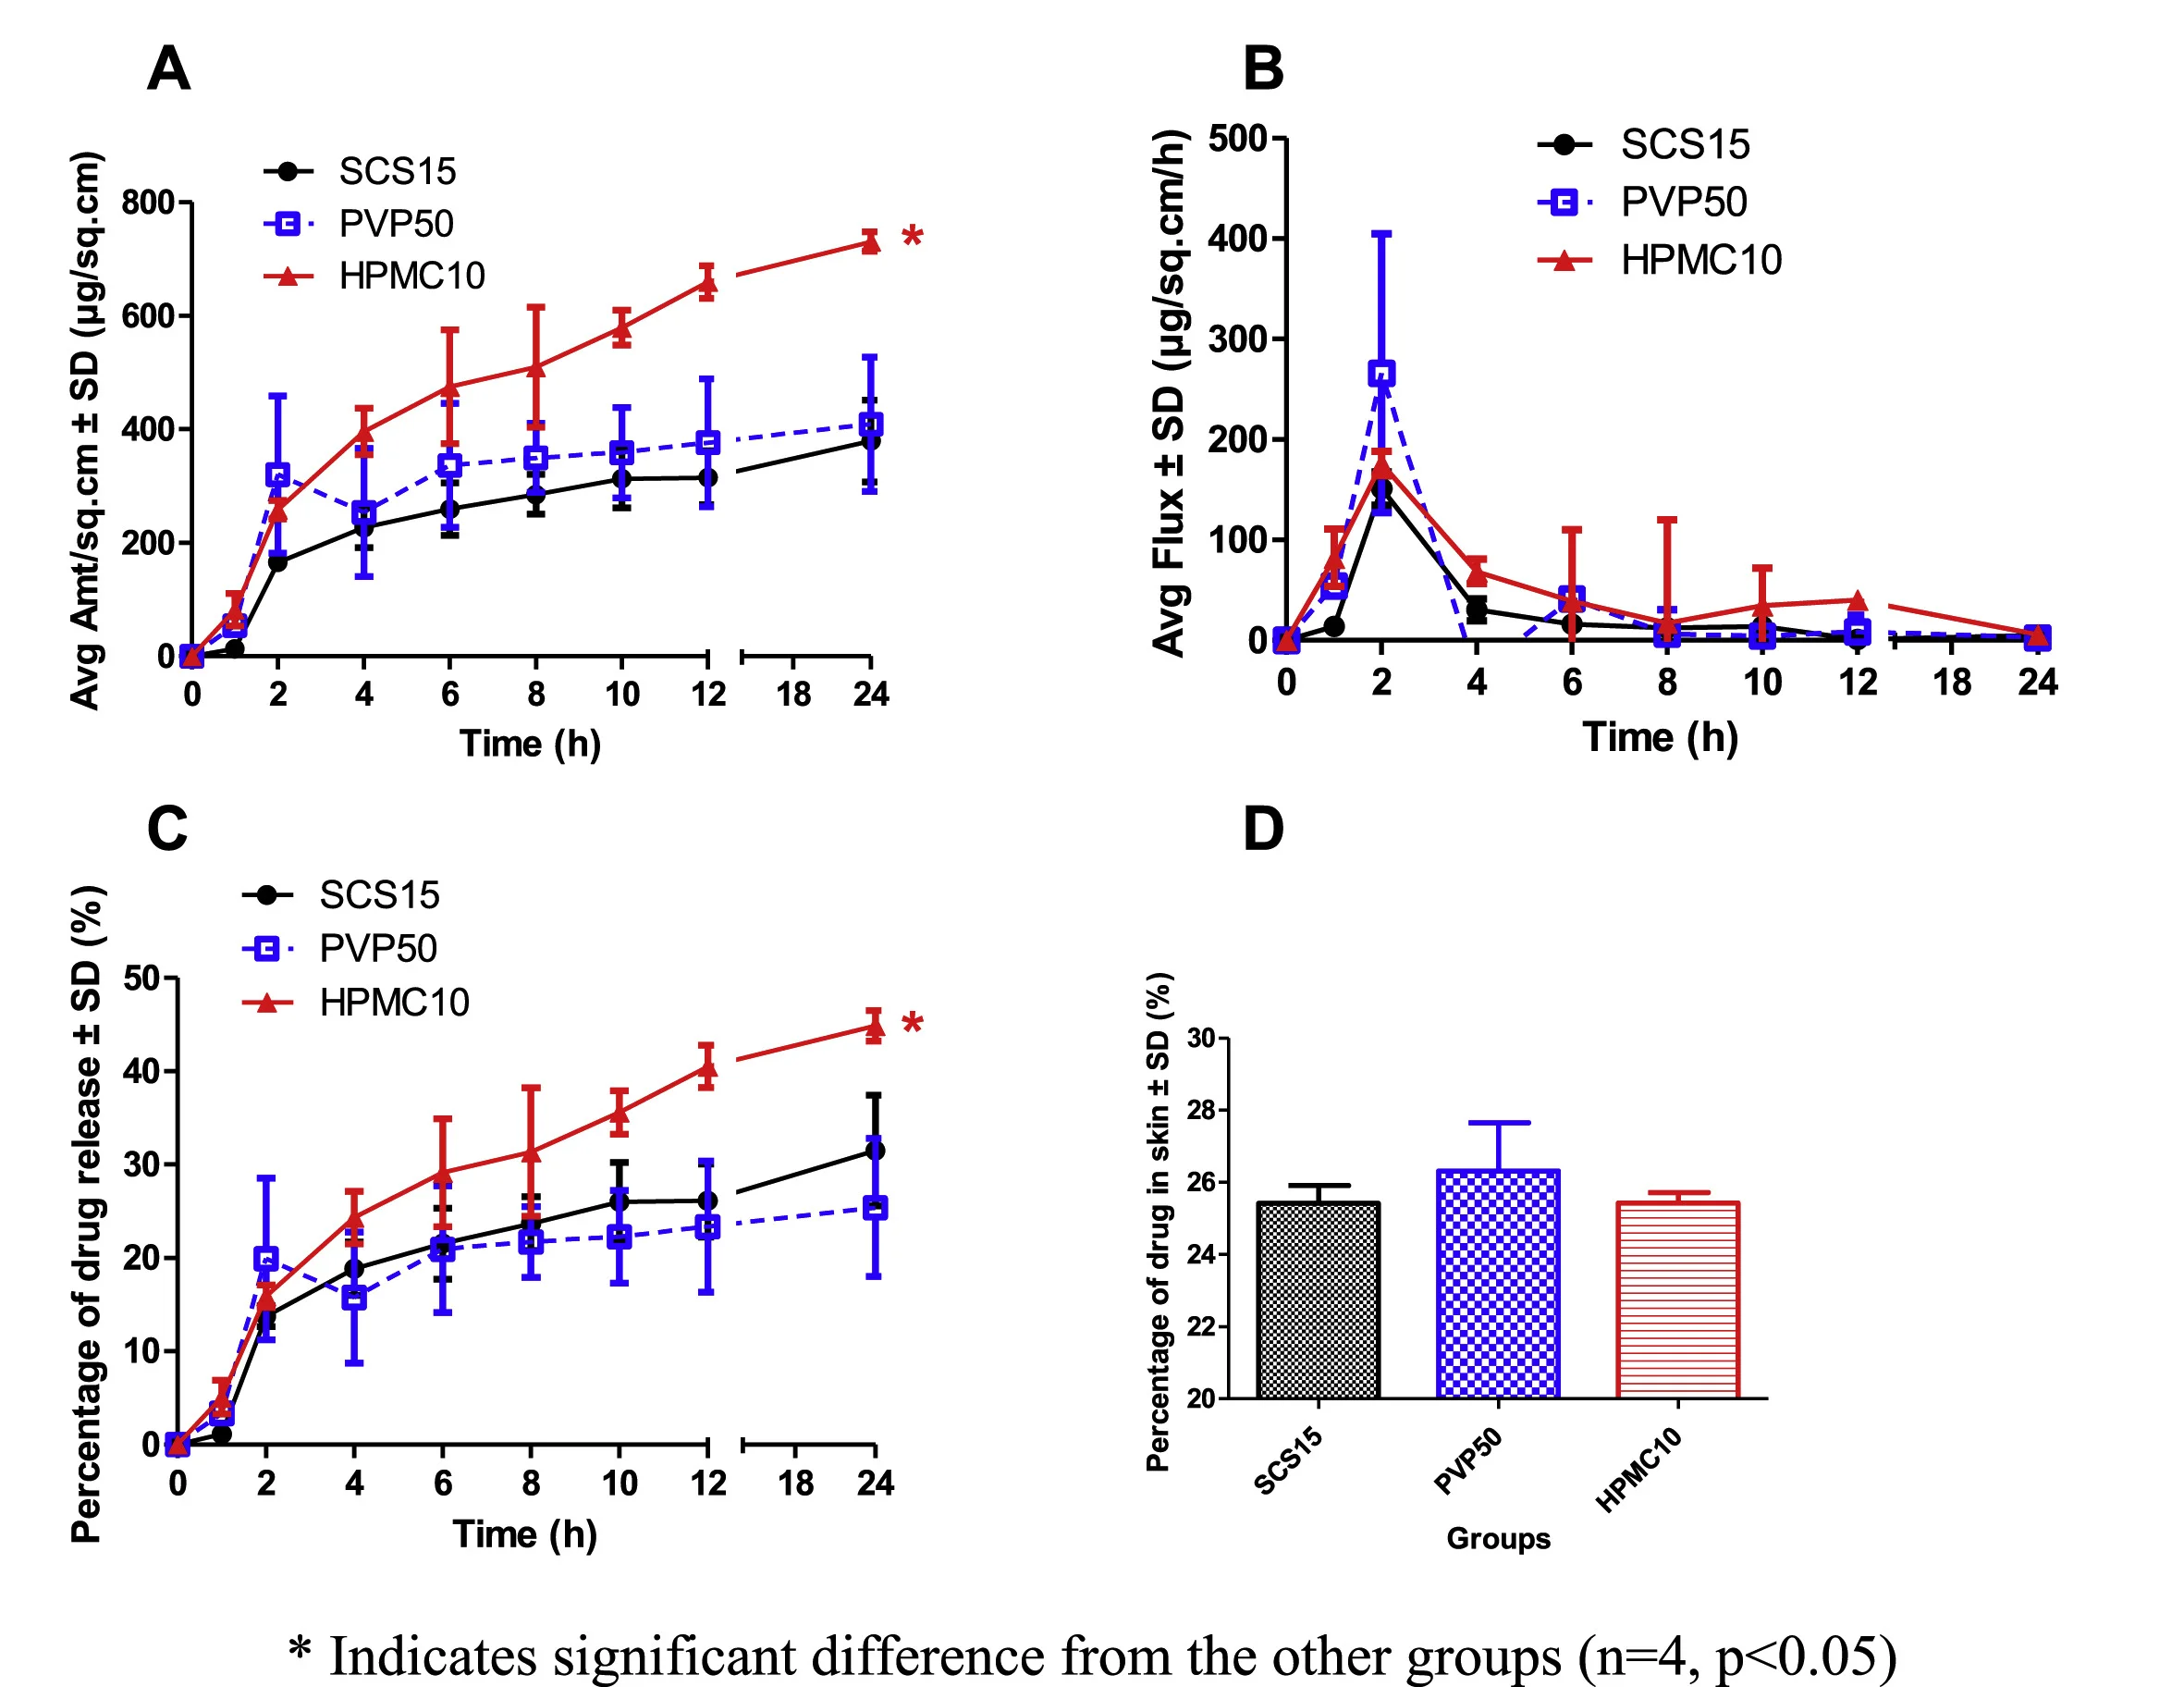 A
Avg Amt/sq.cm ± SD (µg/sq.cm)
SCS15
PVP50
HPMC10
800
600
400
200
0
*
0 2 4 6 8 10 12 18 24
Time (h)
B
Avg Flux ± SD (µg/sq.cm/h)
SCS15
PVP50
HPMC10
500
400
300
200
100
0
0 2 4 6 8 10 12 18 24
Time (h)
C
Percentage of drug release ± SD (%)
SCS15
PVP50
HPMC10
50
40
30
20
10
0
*
0 2 4 6 8 10 12 18 24
Time (h)
D
Percentage of drug in skin ± SD (%)
30
28
26
24
22
20
SCS15
PVP50
HPMC10
Groups
* Indicates significant difference from the other groups (n=4, p<0.05)